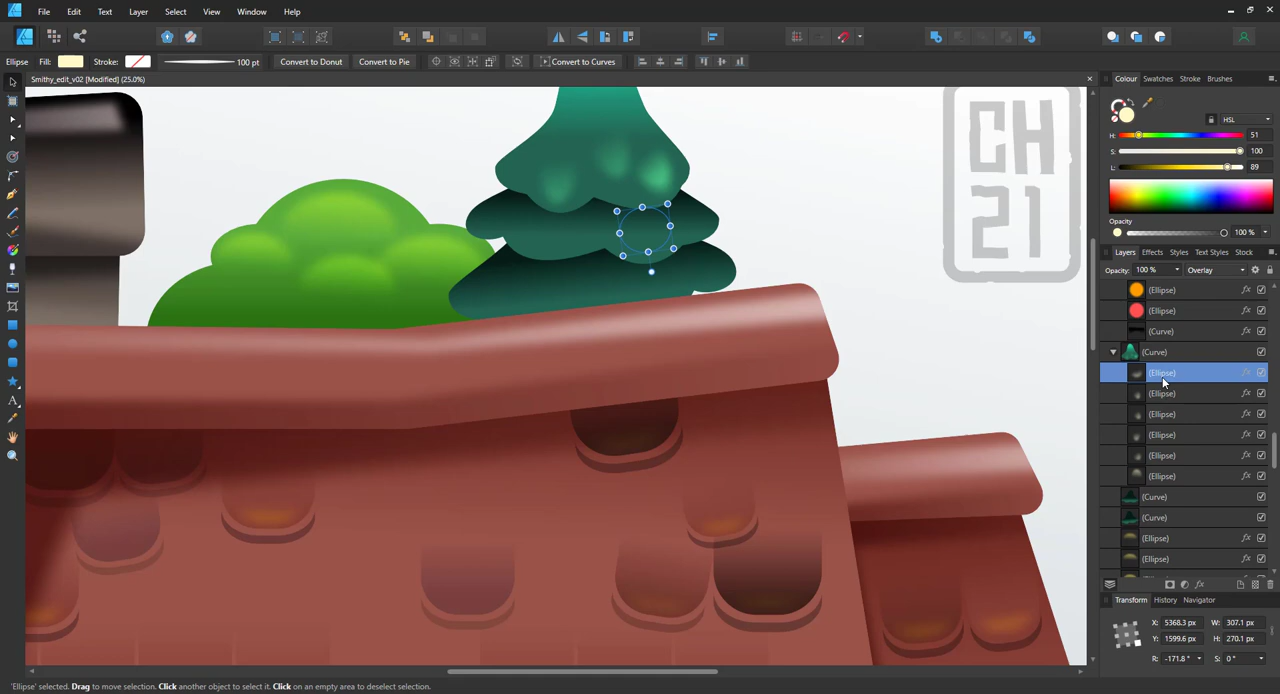 File Edit Text Layer Select View Window Help
Ellipse Fill: Stroke: 100 pt Convert to Donut Convert to Pie Convert to Curves
Smithy_edit_v02 [Modified] (25.0%)
Colour Swatches Stroke Brushes
HSL
H: 51
S: 100
L: 89
Opacity
100 %
Layers Effects Styles Text Styles Stock
Opacity: 100 % Overlay
(Ellipse)
(Ellipse)
(Curve)
(Curve)
(Ellipse)
(Ellipse)
(Ellipse)
(Ellipse)
(Ellipse)
(Ellipse)
(Curve)
(Curve)
(Ellipse)
(Ellipse)
Transform History Navigator
X: 5368.3 px W: 307.1 px
Y: 1599.6 px H: 270.1 px
R: -171.8 ° S: 0 °
CH
21
'Ellipse' selected. Drag to move selection. Click another object to select it. Click on an empty area to deselect selection.